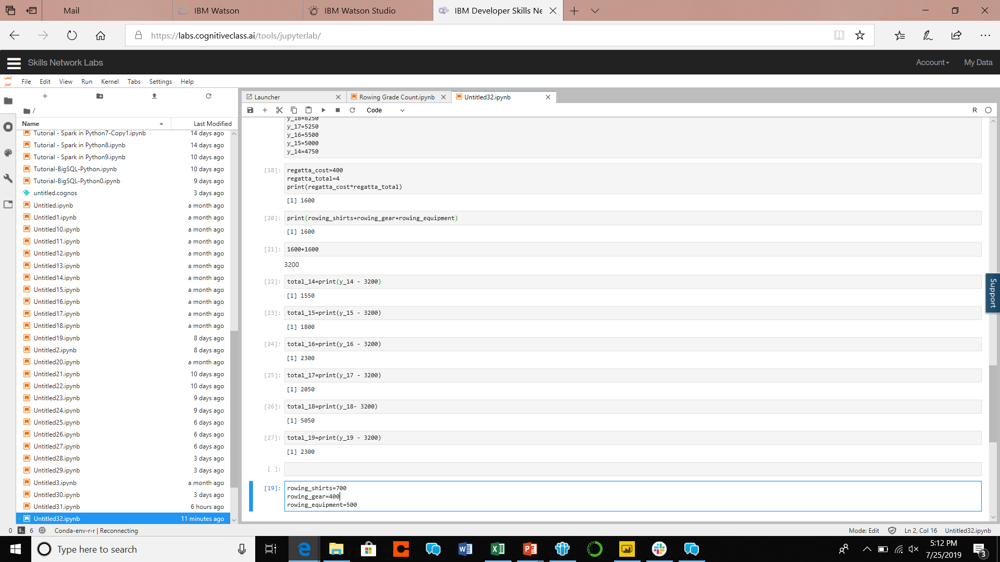 Mail
IBM Watson
IBM Watson Studio
IBM Developer Skills Ne
https://labs.cognitiveclass.ai/tools/jupyterlab/
Skills Network Labs
Account
My Data
File Edit View Run Kernel Tabs Settings Help
/
Name Last Modified
Tutorial - Spark in Python7-Copy1.ipynb 14 days ago
Tutorial - Spark in Python8.ipynb 14 days ago
Tutorial - Spark in Python9.ipynb 10 days ago
Tutorial-BigSQL-Python.ipynb 10 days ago
Tutorial-BigSQL-Python0.ipynb 9 days ago
untitled.cognos 3 days ago
Untitled.ipynb a month ago
Untitled1.ipynb a month ago
Untitled10.ipynb a month ago
Untitled11.ipynb a month ago
Untitled12.ipynb a month ago
Untitled13.ipynb a month ago
Untitled14.ipynb a month ago
Untitled15.ipynb a month ago
Untitled16.ipynb a month ago
Untitled17.ipynb a month ago
Untitled18.ipynb a month ago
Untitled19.ipynb 8 days ago
Untitled2.ipynb 8 days ago
Untitled20.ipynb a month ago
Untitled21.ipynb 10 days ago
Untitled22.ipynb 10 days ago
Untitled23.ipynb 9 days ago
Untitled24.ipynb 9 days ago
Untitled25.ipynb 6 days ago
Untitled26.ipynb 6 days ago
Untitled27.ipynb 6 days ago
Untitled28.ipynb 3 days ago
Untitled29.ipynb 3 days ago
Untitled3.ipynb a month ago
Untitled30.ipynb 3 days ago
Untitled31.ipynb 6 hours ago
Untitled32.ipynb 11 minutes ago
Launcher
Rowing Grade Count.ipynb
Untitled32.ipynb
Code
R
y_18=8250
y_17=5250
y_16=5500
y_15=5000
y_14=4750
[18]: regatta_cost=400
regatta_total=4
print(regatta_cost*regatta_total)
[1] 1600
[20]: print(rowing_shirts+rowing_gear+rowing_equipment)
[1] 1600
[21]: 1600+1600
3200
[22]: total_14=print(y_14 - 3200)
[1] 1550
[23]: total_15=print(y_15 - 3200)
[1] 1800
[24]: total_16=print(y_16 - 3200)
[1] 2300
[25]: total_17=print(y_17 - 3200)
[1] 2050
[26]: total_18=print(y_18- 3200)
[1] 5050
[27]: total_19=print(y_19 - 3200)
[1] 2300
[ ]:
[19]: rowing_shirts=700
rowing_gear=400
rowing_equipment=500
Support
0 6 Conda-env-r-r | Reconnecting
Mode: Edit Ln 2, Col 16 Untitled32.ipynb
Type here to search
5:12 PM
7/25/2019
3